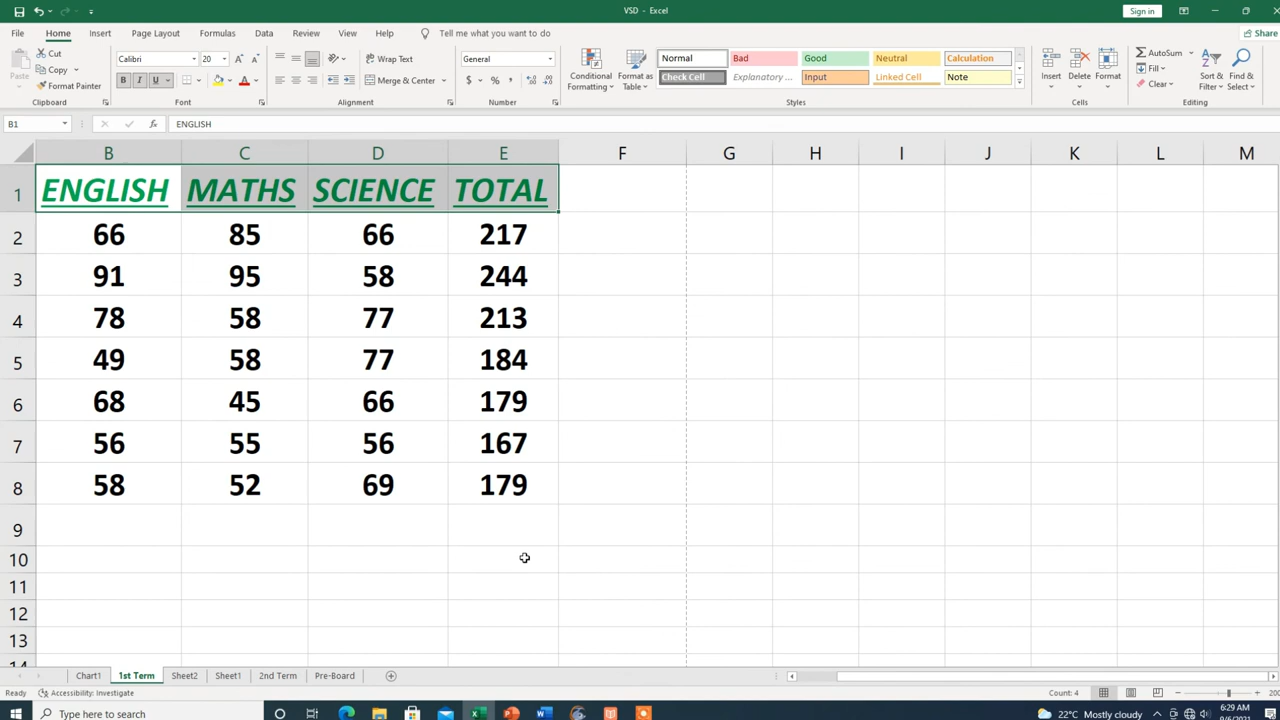 VSD - Excel
Sign in
File Home Insert Page Layout Formulas Data Review View Help Tell me what you want to do Share
Paste Cut Copy Format Painter Clipboard
Calibri 20 B I U A Font
Wrap Text Merge & Center Alignment
General $ % , Number
Conditional Formatting Format as Table
Normal Bad Good Neutral Calculation
Check Cell Explanatory ... Input Linked Cell Note
Styles
Insert Delete Format Cells
AutoSum Fill Clear Sort & Filter Find & Select Editing
B1 fx ENGLISH
B C D E F G H I J K L M
1 ENGLISH MATHS SCIENCE TOTAL
2 66 85 66 217
3 91 95 58 244
4 78 58 77 213
5 49 58 77 184
6 68 45 66 179
7 56 55 56 167
8 58 52 69 179
9
10
11
12
13
14
Chart1 1st Term Sheet2 Sheet1 2nd Term Pre-Board
Ready Accessibility: Investigate Count: 4
Type here to search 22°C Mostly cloudy 6:29 AM